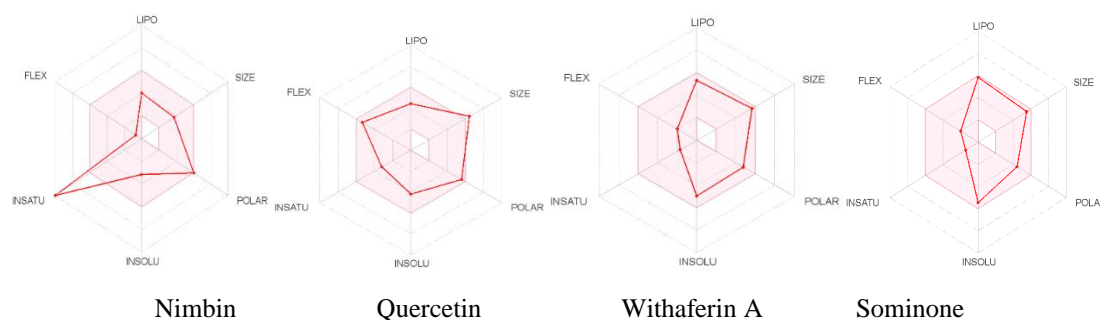 LIPO
FLEX
SIZE
INSATU
POLAR
INSOLU
LIPO
FLEX
SIZE
INSATU
POLAR
INSOLU
LIPO
FLEX
SIZE
INSATU
POLAR
INSOLU
LIPO
FLEX
SIZE
INSATU
POLA
INSOLU
Nimbin Quercetin Withaferin A Sominone